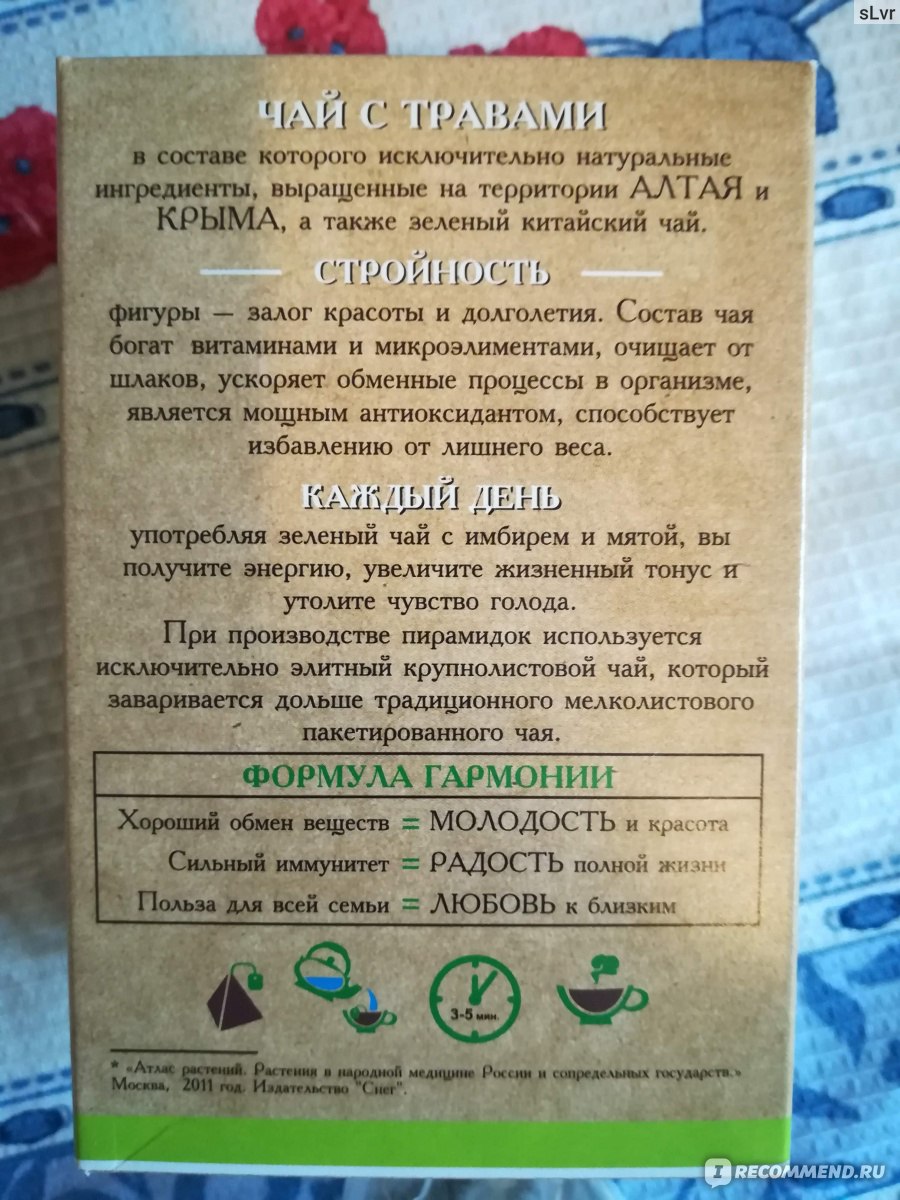 sLvr
ЧАЙ С ТРАВАМИ
в составе которого исключительно натуральные
ингредиенты, выращенные на территории АЛТАЯ и
КРЫМА, а также зеленый китайский чай.
СТРОЙНОСТЬ
фигуры — залог красоты и долголетия. Состав чая
богат витаминами и микроэлиментами, очищает от
шлаков, ускоряет обменные процессы в организме,
является мощным антиоксидантом, способствует
избавлению от лишнего веса.
КАЖДЫЙ ДЕНЬ
употребляя зеленый чай с имбирем и мятой, вы
получите энергию, увеличите жизненный тонус и
утолите чувство голода.
При производстве пирамидок используется
исключительно элитный крупнолистовой чай, который
заваривается дольше традиционного мелколистового
пакетированного чая.
ФОРМУЛА ГАРМОНИИ
Хороший обмен веществ = МОЛОДОСТЬ и красота
Сильный иммунитет = РАДОСТЬ полной жизни
Польза для всей семьи = ЛЮБОВЬ к близким
3-5 мин.
* «Атлас растений. Растения в народной медицине России и сопредельных государств.»
Москва, 2011 год. Издательство "Снег".
IRECOMMEND.RU